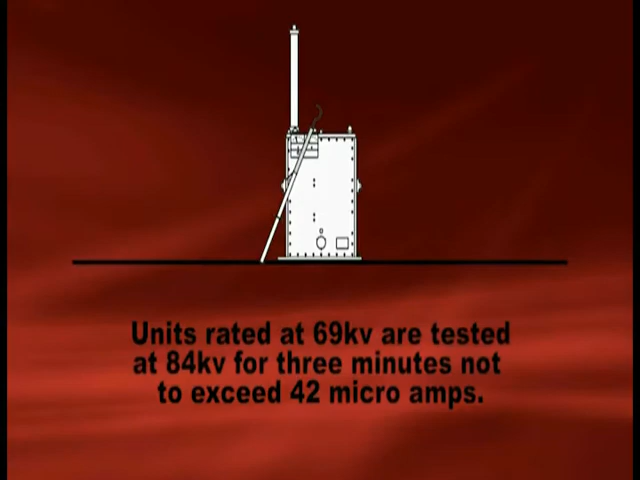 Units rated at 69kv are tested
at 84kv for three minutes not
to exceed 42 micro amps.